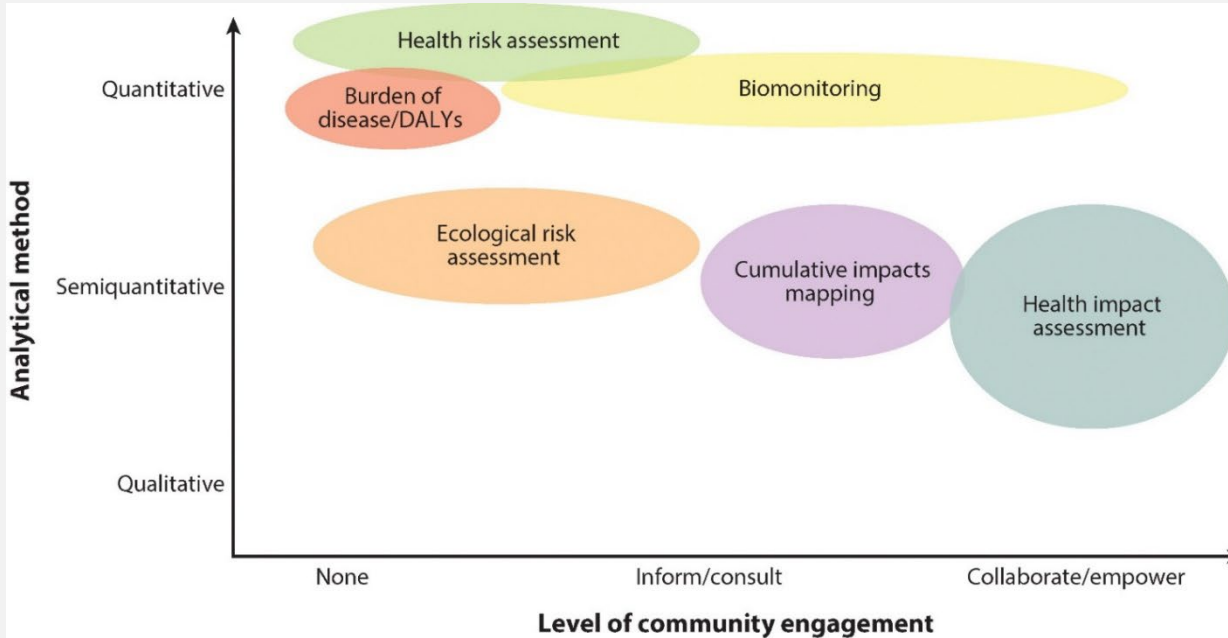 Health risk assessment
Quantitative
Burden of
disease/DALYs
Biomonitoring
Analytical method
Ecological risk
assessment
Semiquantitative
Cumulative impacts
mapping
Health impact
assessment
Qualitative
None
Inform/consult
Collaborate/empower
Level of community engagement